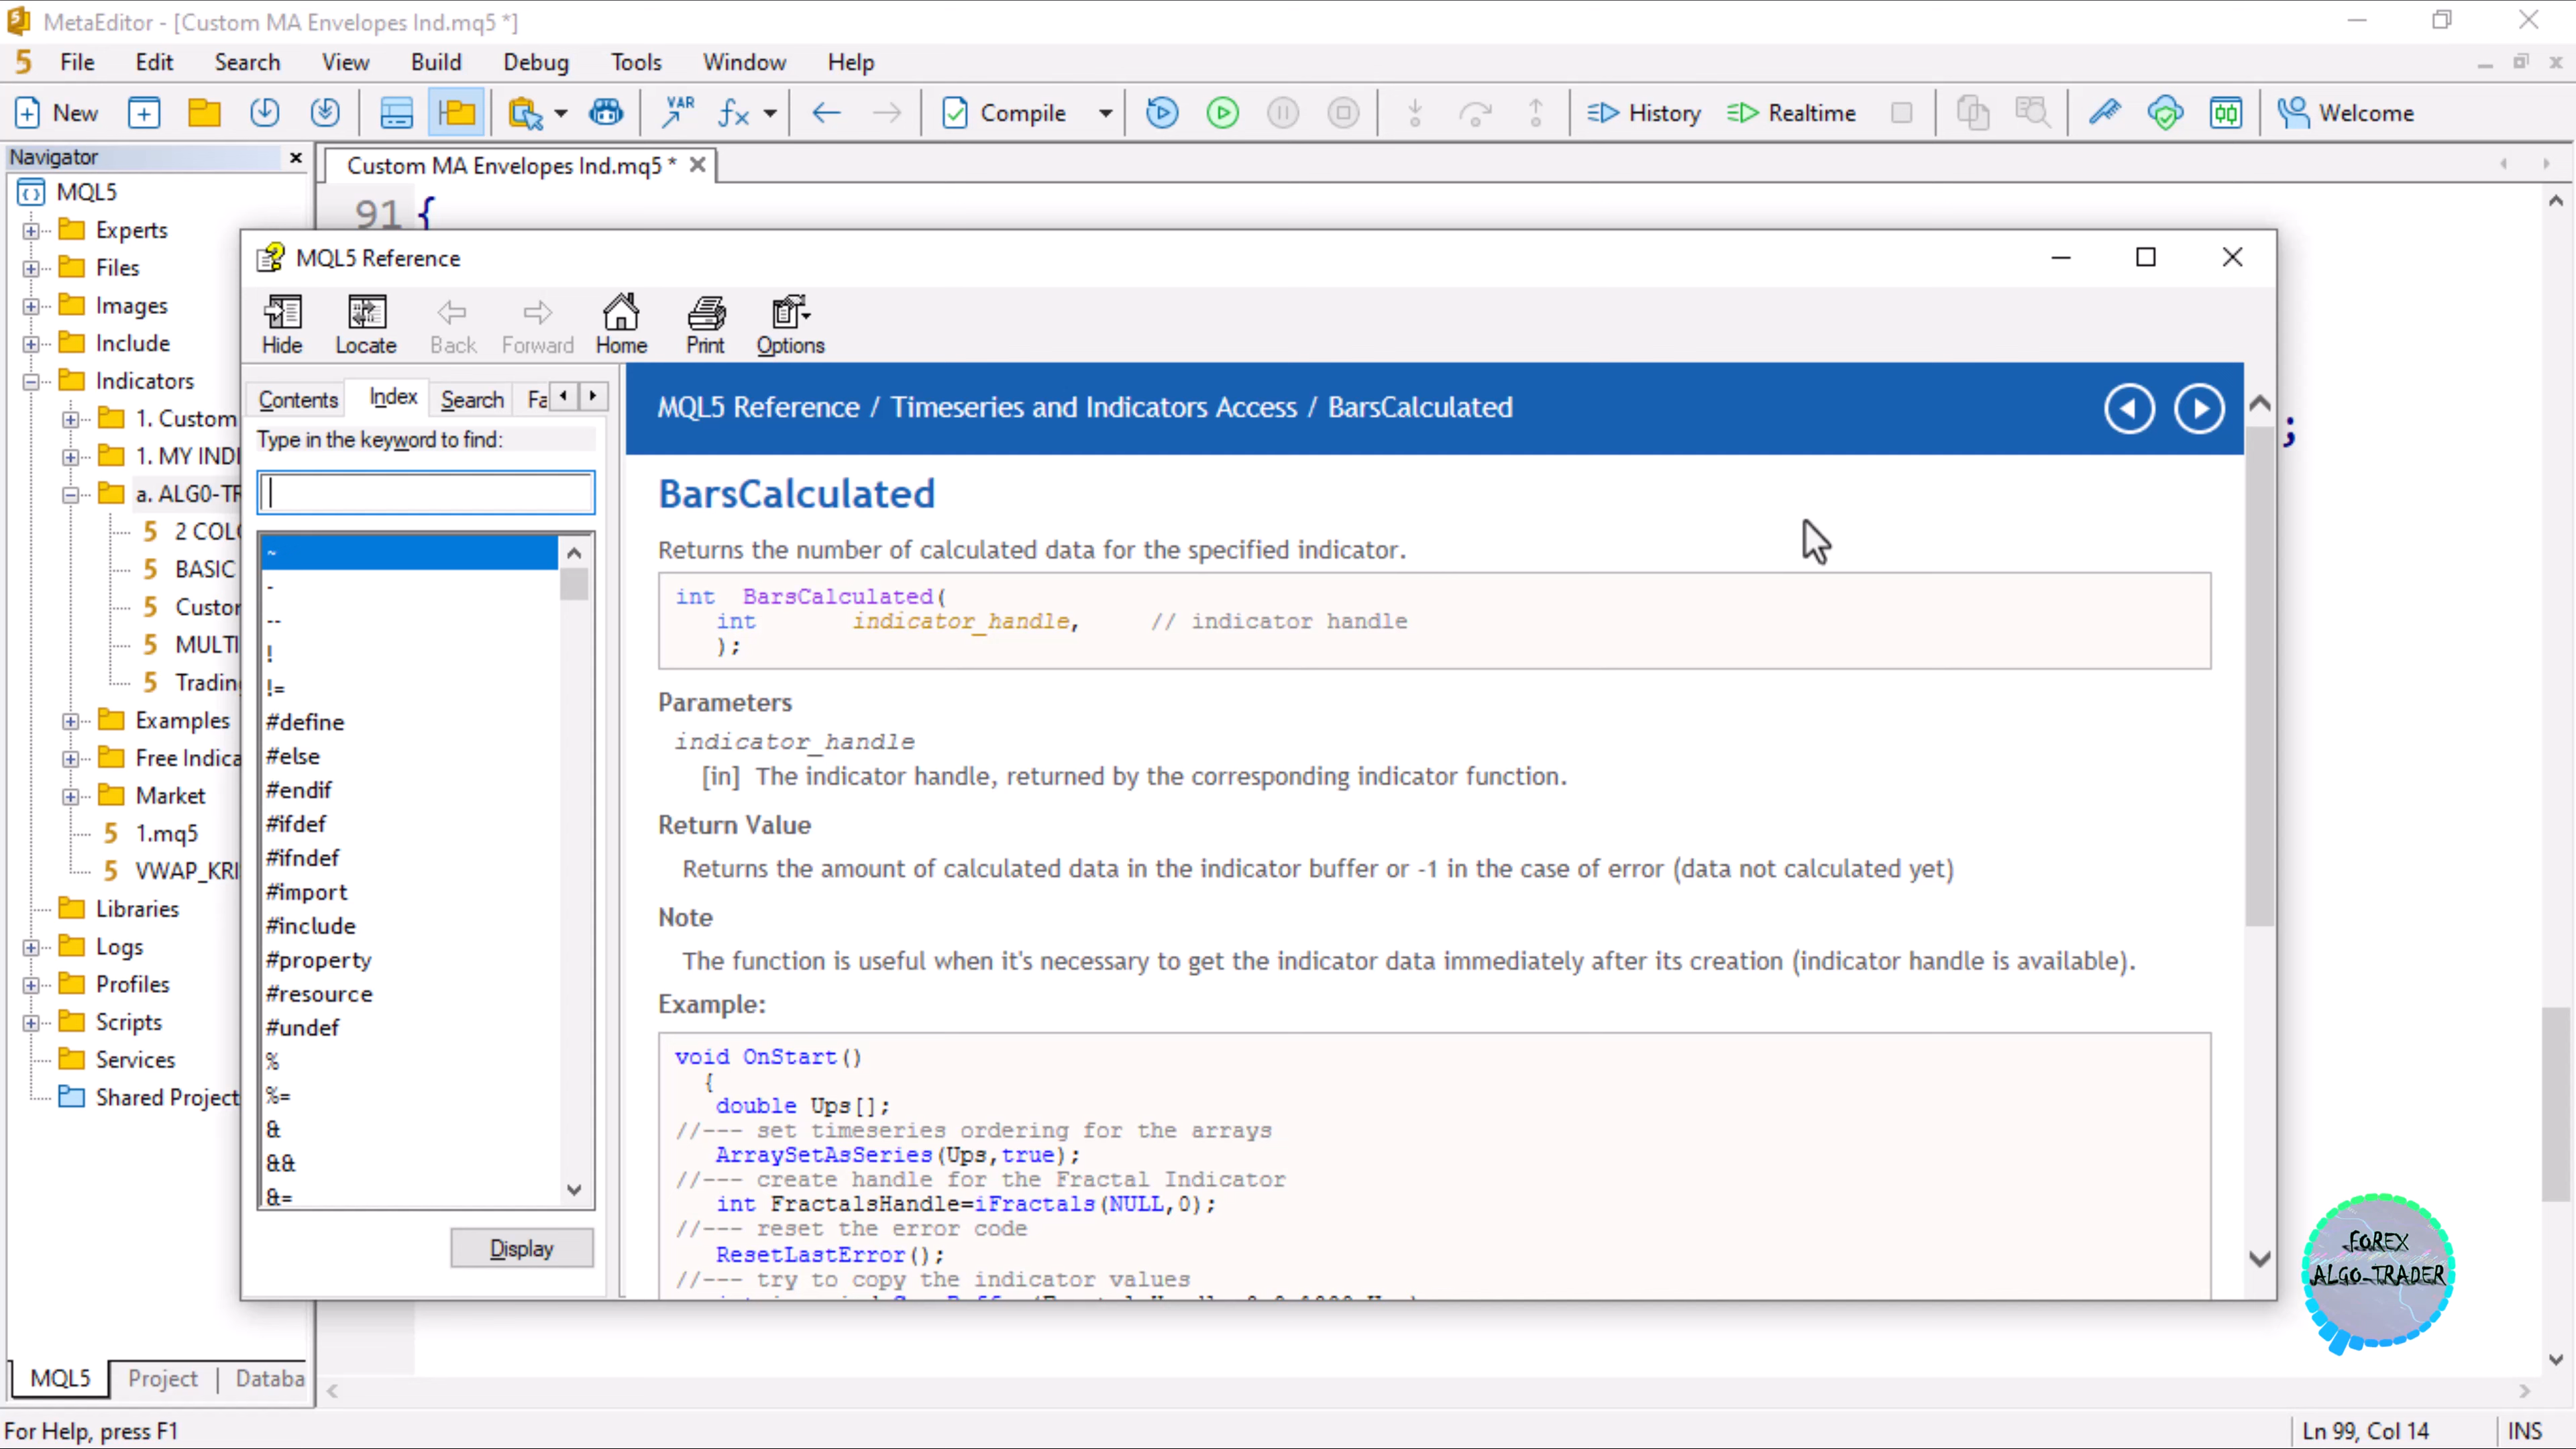 MetaEditor - [Custom MA Envelopes Ind.mq5 *]
File Edit Search View Build Debug Tools Window Help
New VAR fx Compile History Realtime Welcome
Navigator
Custom MA Envelopes Ind.mq5 *
MQL5
Experts
Files
Images
Include
Indicators
1. Custom
1. MY INDI
a. ALG0-TR
2 COLO
BASIC
Custor
MULTI
Trading
Examples
Free Indica
Market
1.mq5
VWAP_KRI
Libraries
Logs
Profiles
Scripts
Services
Shared Project
MQL5 Project Databa
91 {
;
MQL5 Reference
Hide Locate Back Forward Home Print Options
Contents Index Search Fa
Type in the keyword to find:
~
-
--
!
!=
#define
#else
#endif
#ifdef
#ifndef
#import
#include
#property
#resource
#undef
%
%=
&
&&
&=
Display
MQL5 Reference / Timeseries and Indicators Access / BarsCalculated
BarsCalculated
Returns the number of calculated data for the specified indicator.
int BarsCalculated(
int indicator_handle, // indicator handle
);
Parameters
indicator_handle
[in] The indicator handle, returned by the corresponding indicator function.
Return Value
Returns the amount of calculated data in the indicator buffer or -1 in the case of error (data not calculated yet)
Note
The function is useful when it's necessary to get the indicator data immediately after its creation (indicator handle is available).
Example:
void OnStart()
{
double Ups[];
//--- set timeseries ordering for the arrays
ArraySetAsSeries(Ups,true);
//--- create handle for the Fractal Indicator
int FractalsHandle=iFractals(NULL,0);
//--- reset the error code
ResetLastError();
//--- try to copy the indicator values
FOREX
ALGO-TRADER
For Help, press F1
Ln 99, Col 14 INS